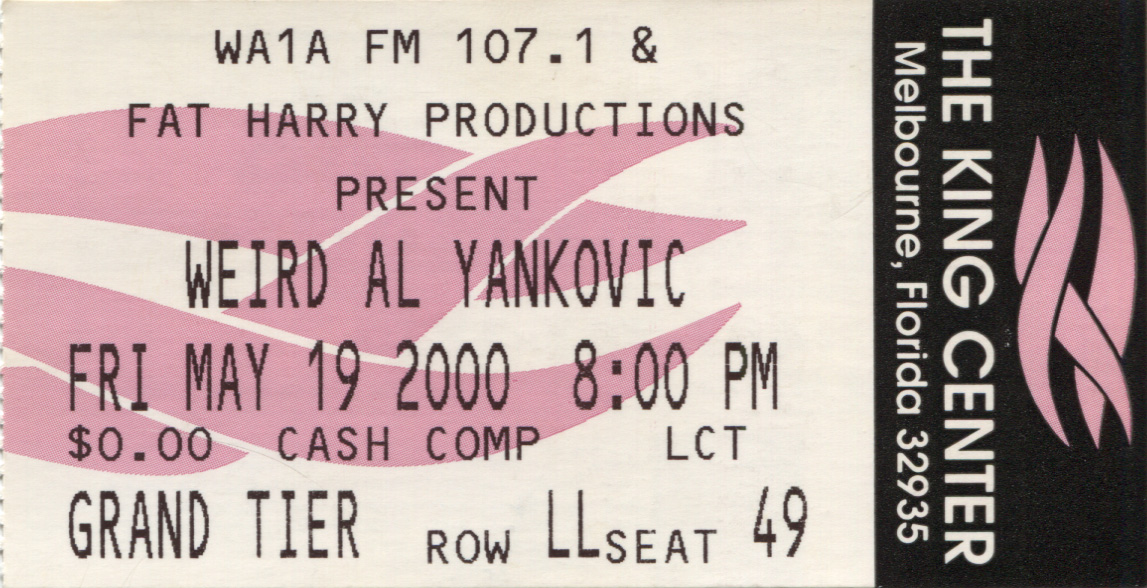 WA1A FM 107.1 &
FAT HARRY PRODUCTIONS
PRESENT
WEIRD AL YANKOVIC
FRI MAY 19 2000 8:00 PM
$0.00 CASH COMP LCT
GRAND TIER ROW LL SEAT 49
THE KING CENTER
Melbourne, Florida 32935